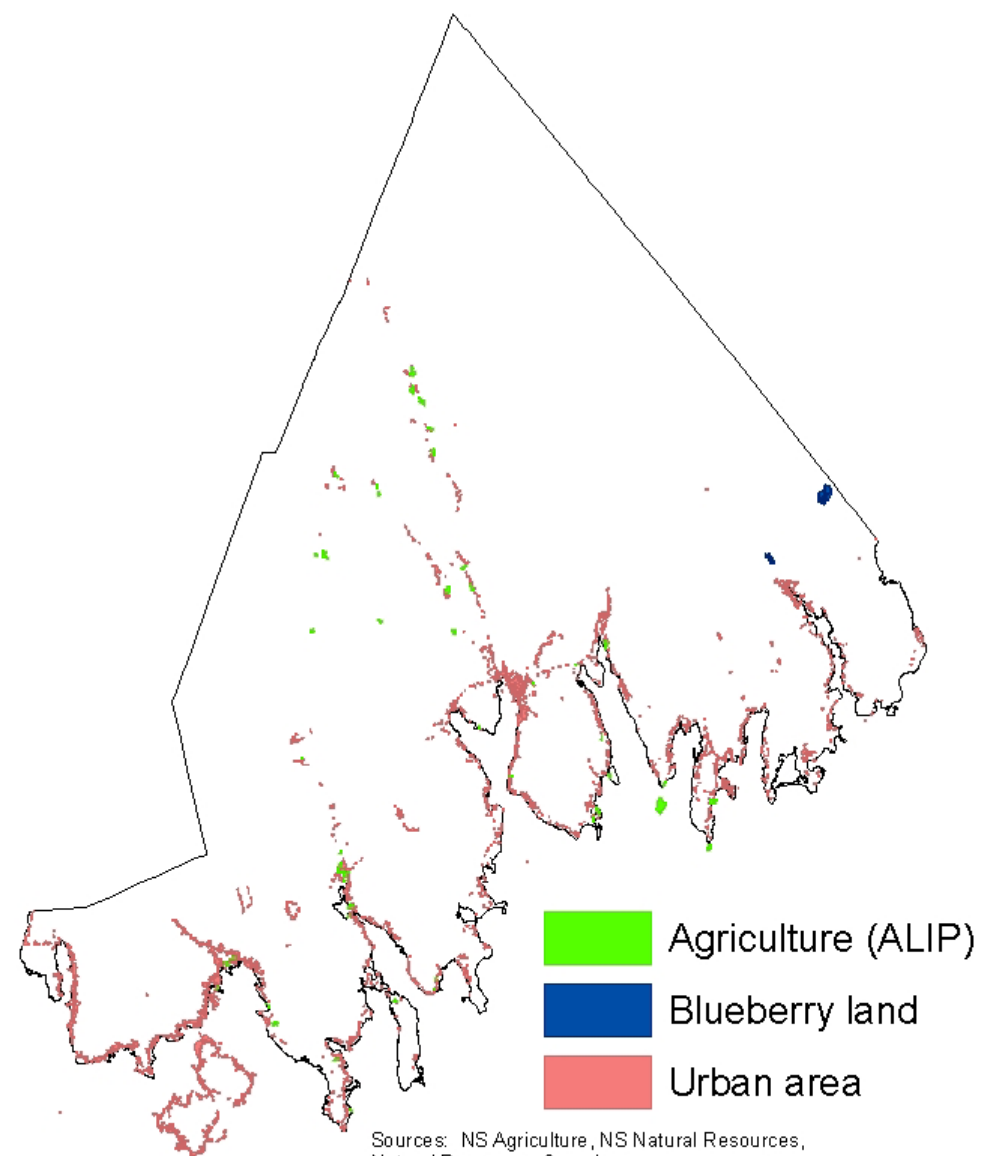 Agriculture (ALIP)
Blueberry land
Urban area
Sources: NS Agriculture, NS Natural Resources,